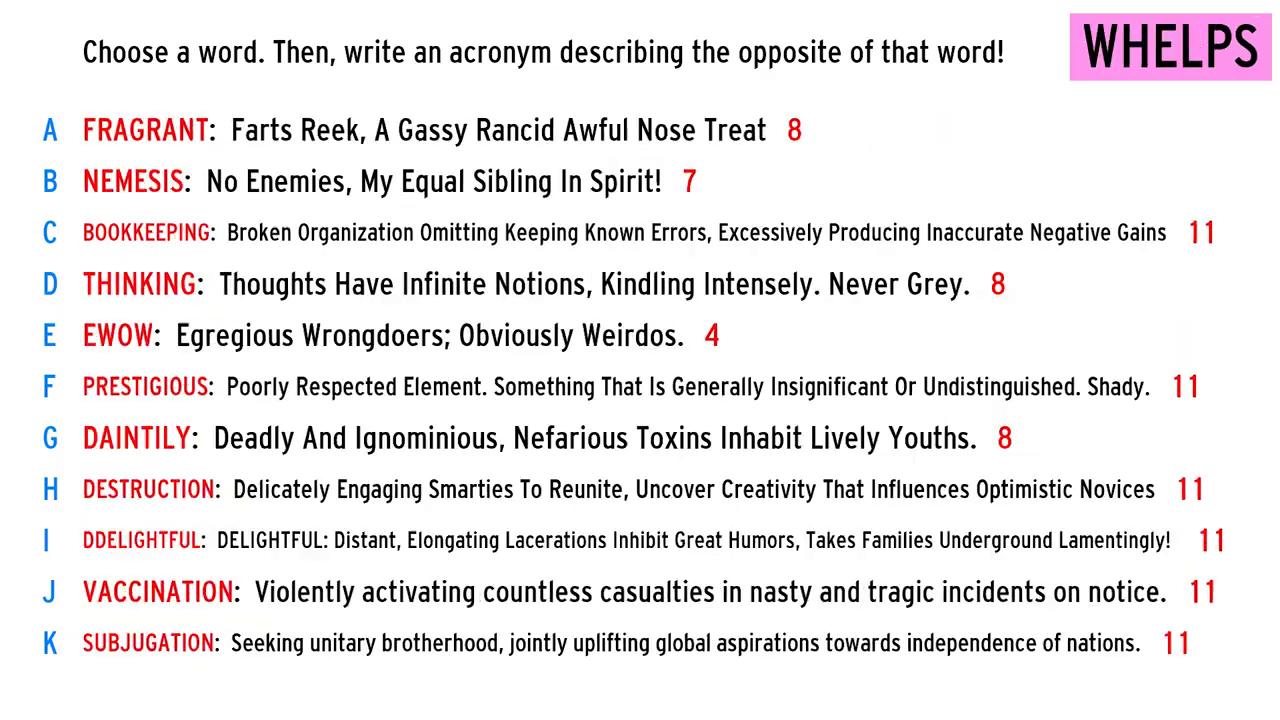 Choose a word. Then, write an acronym describing the opposite of that word!
WHELPS
A FRAGRANT: Farts Reek, A Gassy Rancid Awful Nose Treat 8
B NEMESIS: No Enemies, My Equal Sibling In Spirit! 7
C BOOKKEEPING: Broken Organization Omitting Keeping Known Errors, Excessively Producing Inaccurate Negative Gains 11
D THINKING: Thoughts Have Infinite Notions, Kindling Intensely. Never Grey. 8
E EWOW: Egregious Wrongdoers; Obviously Weirdos. 4
F PRESTIGIOUS: Poorly Respected Element. Something That Is Generally Insignificant Or Undistinguished. Shady. 11
G DAINTILY: Deadly And Ignominious, Nefarious Toxins Inhabit Lively Youths. 8
H DESTRUCTION: Delicately Engaging Smarties To Reunite, Uncover Creativity That Influences Optimistic Novices 11
I DDELIGHTFUL: DELIGHTFUL: Distant, Elongating Lacerations Inhibit Great Humors, Takes Families Underground Lamentingly! 11
J VACCINATION: Violently activating countless casualties in nasty and tragic incidents on notice. 11
K SUBJUGATION: Seeking unitary brotherhood, jointly uplifting global aspirations towards independence of nations. 11